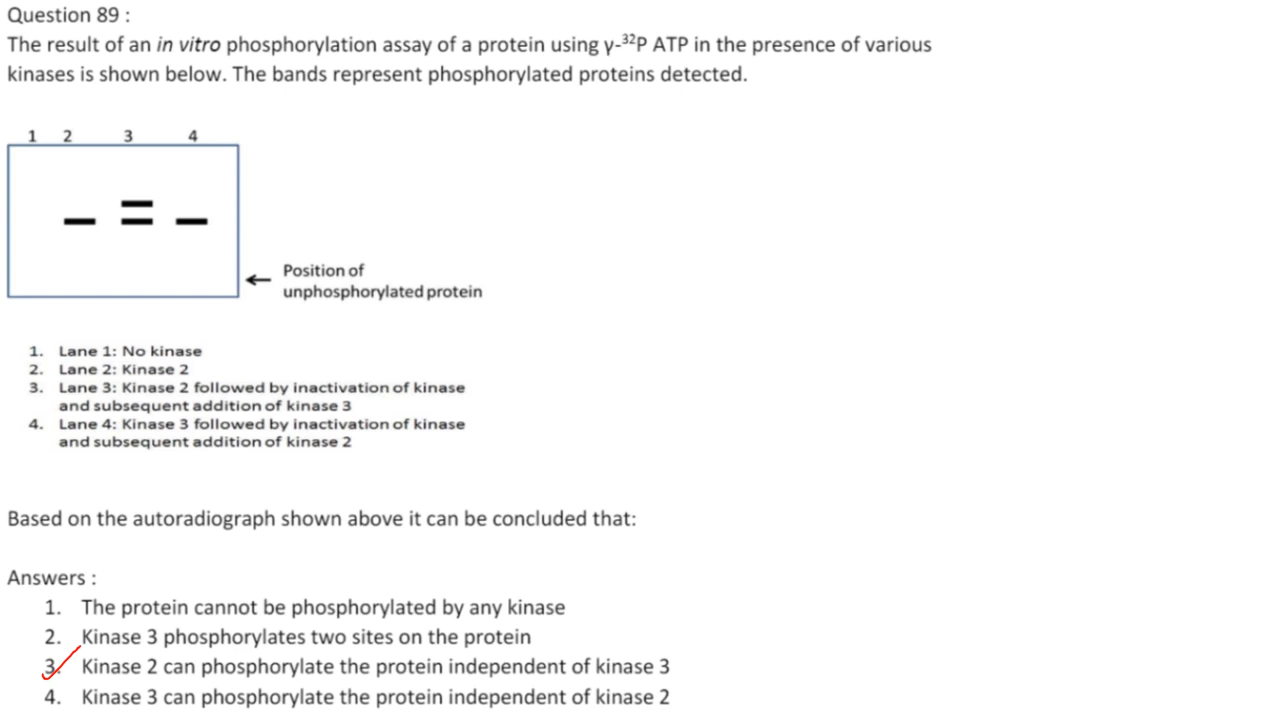 Question 89 :
The result of an in vitro phosphorylation assay of a protein using γ-³²P ATP in the presence of various
kinases is shown below. The bands represent phosphorylated proteins detected.
1 2 3 4
Position of
unphosphorylated protein
1. Lane 1: No kinase
2. Lane 2: Kinase 2
3. Lane 3: Kinase 2 followed by inactivation of kinase
and subsequent addition of kinase 3
4. Lane 4: Kinase 3 followed by inactivation of kinase
and subsequent addition of kinase 2
Based on the autoradiograph shown above it can be concluded that:
Answers :
1. The protein cannot be phosphorylated by any kinase
2. Kinase 3 phosphorylates two sites on the protein
3. Kinase 2 can phosphorylate the protein independent of kinase 3
4. Kinase 3 can phosphorylate the protein independent of kinase 2